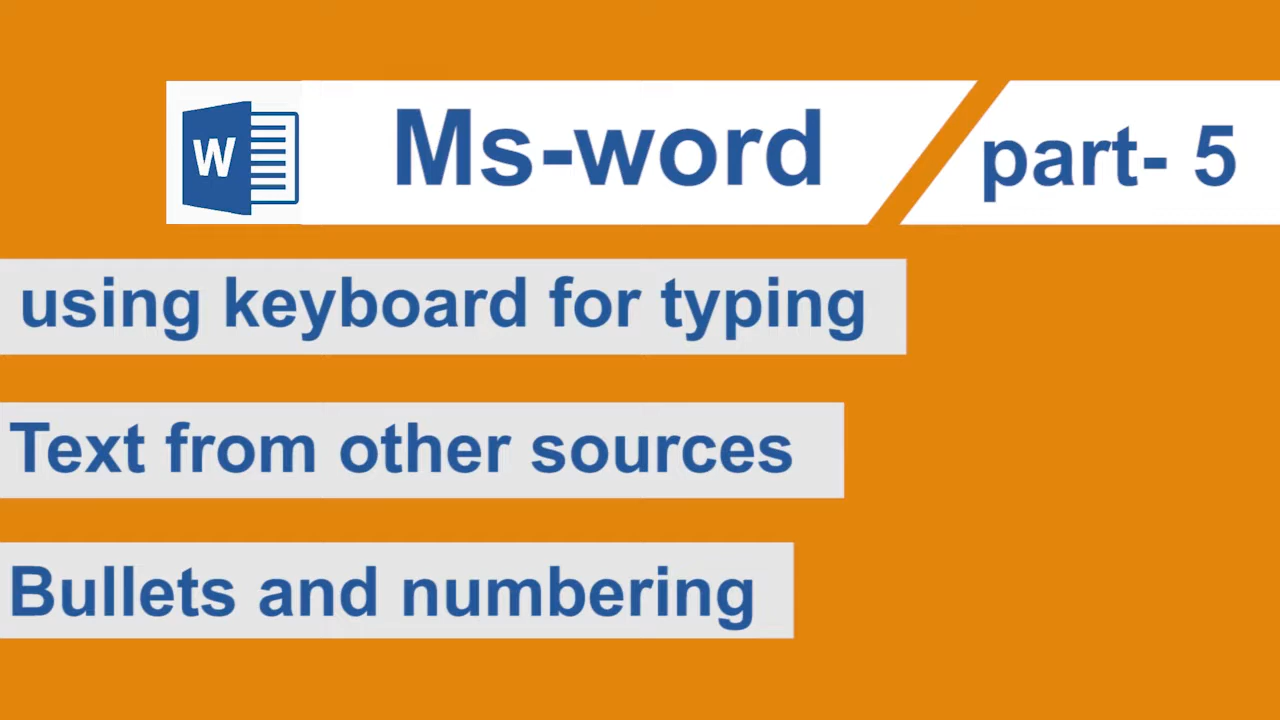 W Ms-word part- 5
using keyboard for typing
Text from other sources
Bullets and numbering